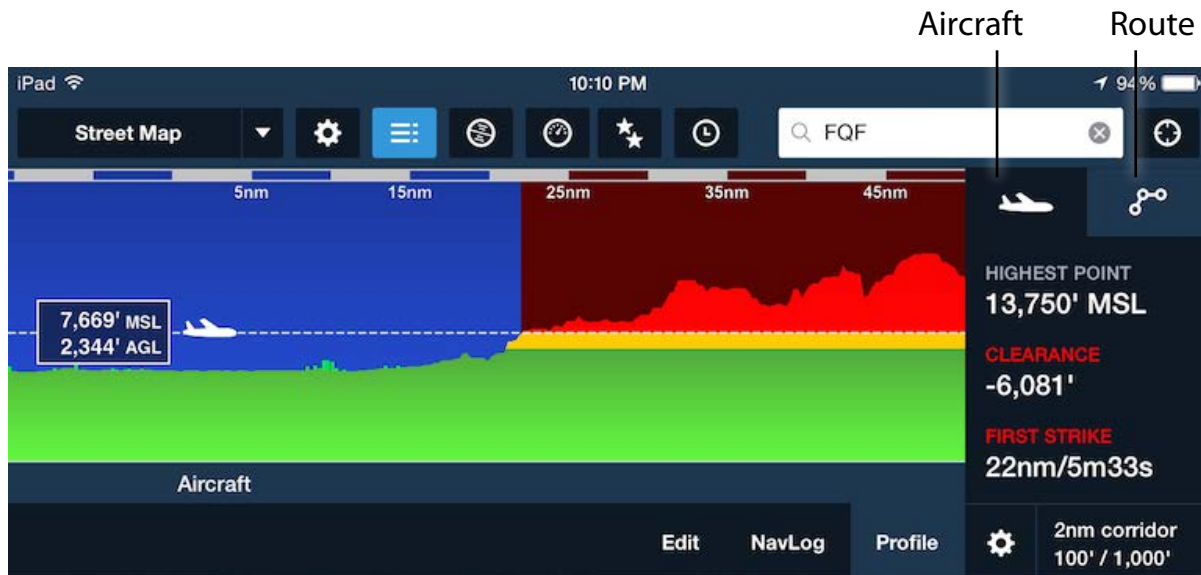 Aircraft Route
iPad 10:10 PM 94%
Street Map FQF
5nm 15nm 25nm 35nm 45nm
HIGHEST POINT
13,750' MSL
7,669' MSL
2,344' AGL
CLEARANCE
-6,081'
FIRST STRIKE
22nm/5m33s
Aircraft
Edit NavLog Profile
2nm corridor
100' / 1,000'